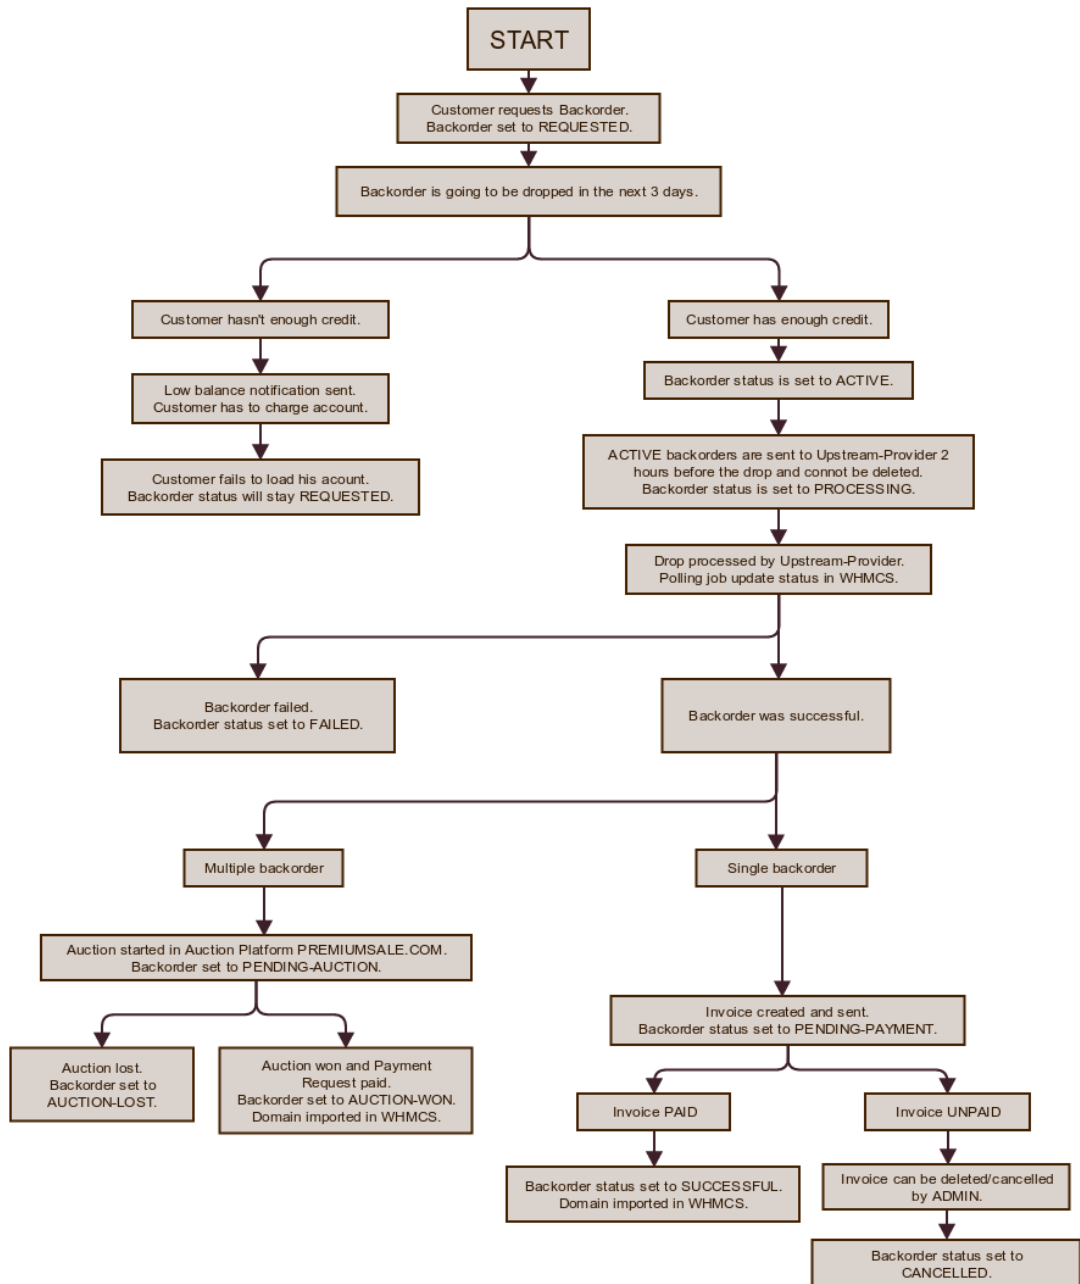 START
Customer requests Backorder.
Backorder set to REQUESTED.
Backorder is going to be dropped in the next 3 days.
Customer hasn't enough credit.
Customer has enough credit.
Low balance notification sent.
Customer has to charge account.
Backorder status is set to ACTIVE.
Customer fails to load his acount.
Backorder status will stay REQUESTED.
ACTIVE backorders are sent to Upstream-Provider 2
hours before the drop and connot be deleted.
Backorder status is set to PROCESSING.
Drop processed by Upstream-Provider.
Polling job update status in WHMCS.
Backorder failed.
Backorder status set to FAILED.
Backorder was successful.
Multiple backorder
Single backorder
Auction started in Auction Platform PREMIUMSALE.COM.
Backorder set to PENDING-AUCTION.
Invoice created and sent.
Backorder status set to PENDING-PAYMENT.
Auction lost.
Backorder set to
AUCTION-LOST.
Auction won and Payment
Request paid.
Backorder set to AUCTION-WON.
Domain imported in WHMCS.
Invoice PAID
Invoice UNPAID
Backorder status set to SUCCESSFUL.
Domain imported in WHMCS.
Invoice can be deleted/cancelled
by ADMIN.
Backorder status set to
CANCELLED.